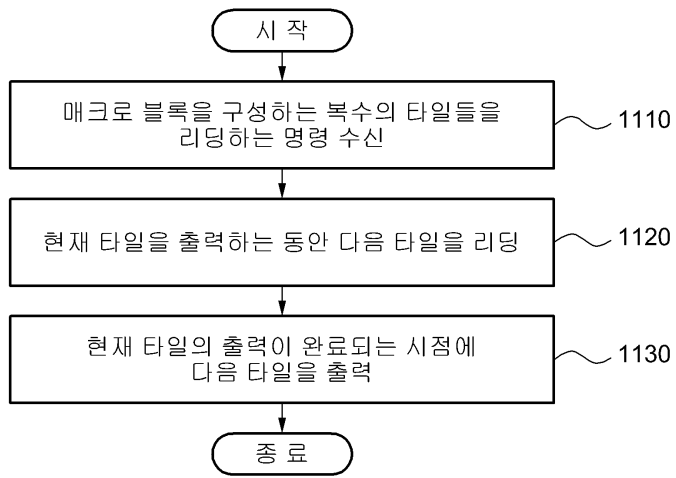 시 작
매크로 블록을 구성하는 복수의 타일들을
리딩하는 명령 수신
1110
현재 타일을 출력하는 동안 다음 타일을 리딩
1120
현재 타일의 출력이 완료되는 시점에
다음 타일을 출력
1130
종 료